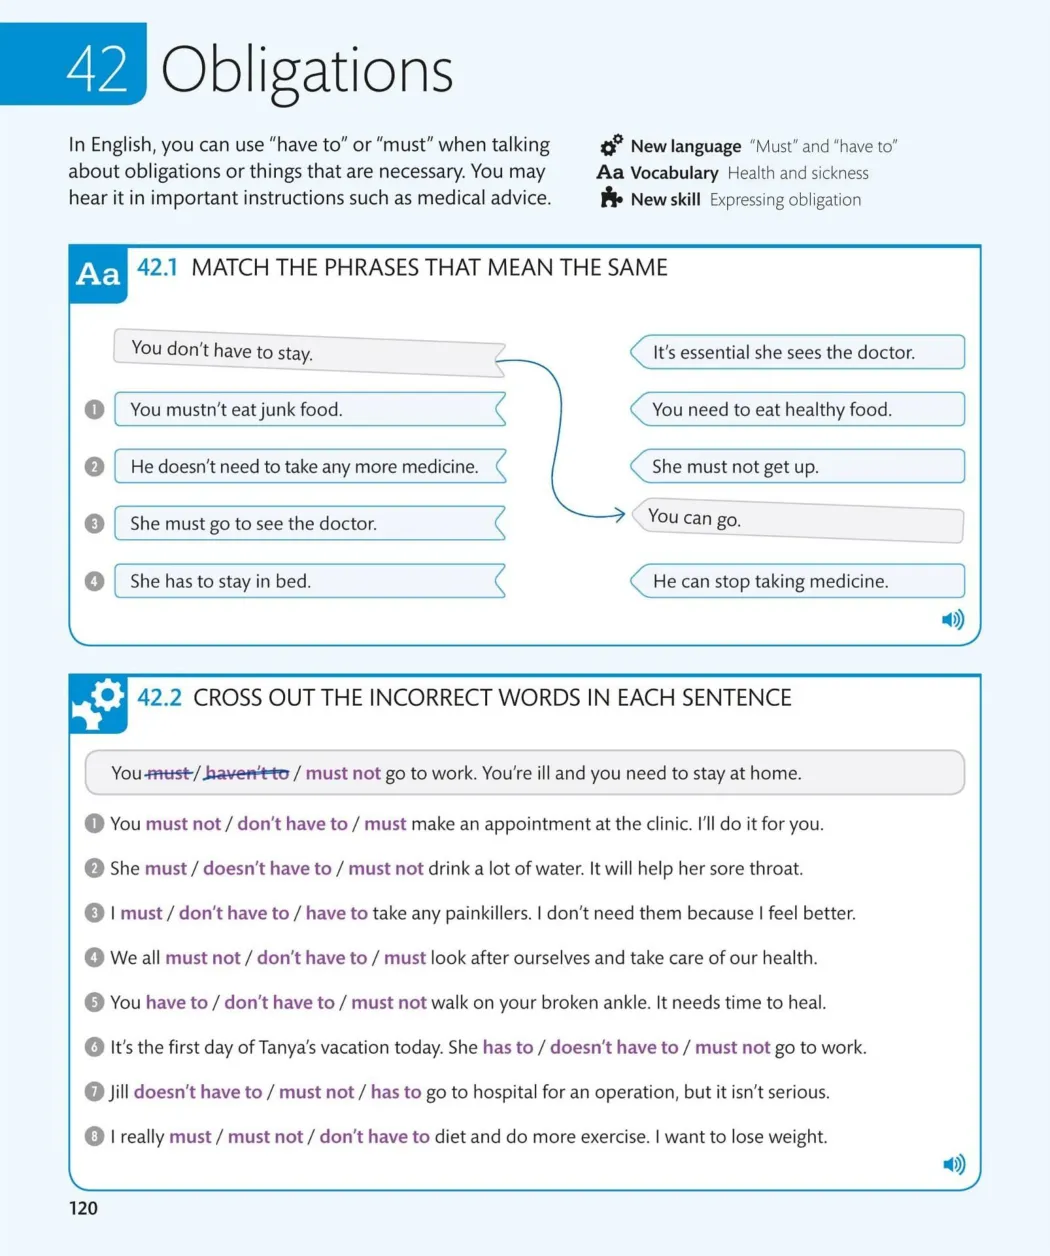 42 Obligations
In English, you can use “have to” or “must” when talking
about obligations or things that are necessary. You may
hear it in important instructions such as medical advice.
New language “Must” and “have to”
Aa Vocabulary Health and sickness
New skill Expressing obligation
Aa 42.1 MATCH THE PHRASES THAT MEAN THE SAME
You don’t have to stay.
It’s essential she sees the doctor.
1 You mustn’t eat junk food.
You need to eat healthy food.
2 He doesn’t need to take any more medicine.
She must not get up.
3 She must go to see the doctor.
You can go.
4 She has to stay in bed.
He can stop taking medicine.
42.2 CROSS OUT THE INCORRECT WORDS IN EACH SENTENCE
You must / haven’t to / must not go to work. You’re ill and you need to stay at home.
1 You must not / don’t have to / must make an appointment at the clinic. I’ll do it for you.
2 She must / doesn’t have to / must not drink a lot of water. It will help her sore throat.
3 I must / don’t have to / have to take any painkillers. I don’t need them because I feel better.
4 We all must not / don’t have to / must look after ourselves and take care of our health.
5 You have to / don’t have to / must not walk on your broken ankle. It needs time to heal.
6 It’s the first day of Tanya’s vacation today. She has to / doesn’t have to / must not go to work.
7 Jill doesn’t have to / must not / has to go to hospital for an operation, but it isn’t serious.
8 I really must / must not / don’t have to diet and do more exercise. I want to lose weight.
120